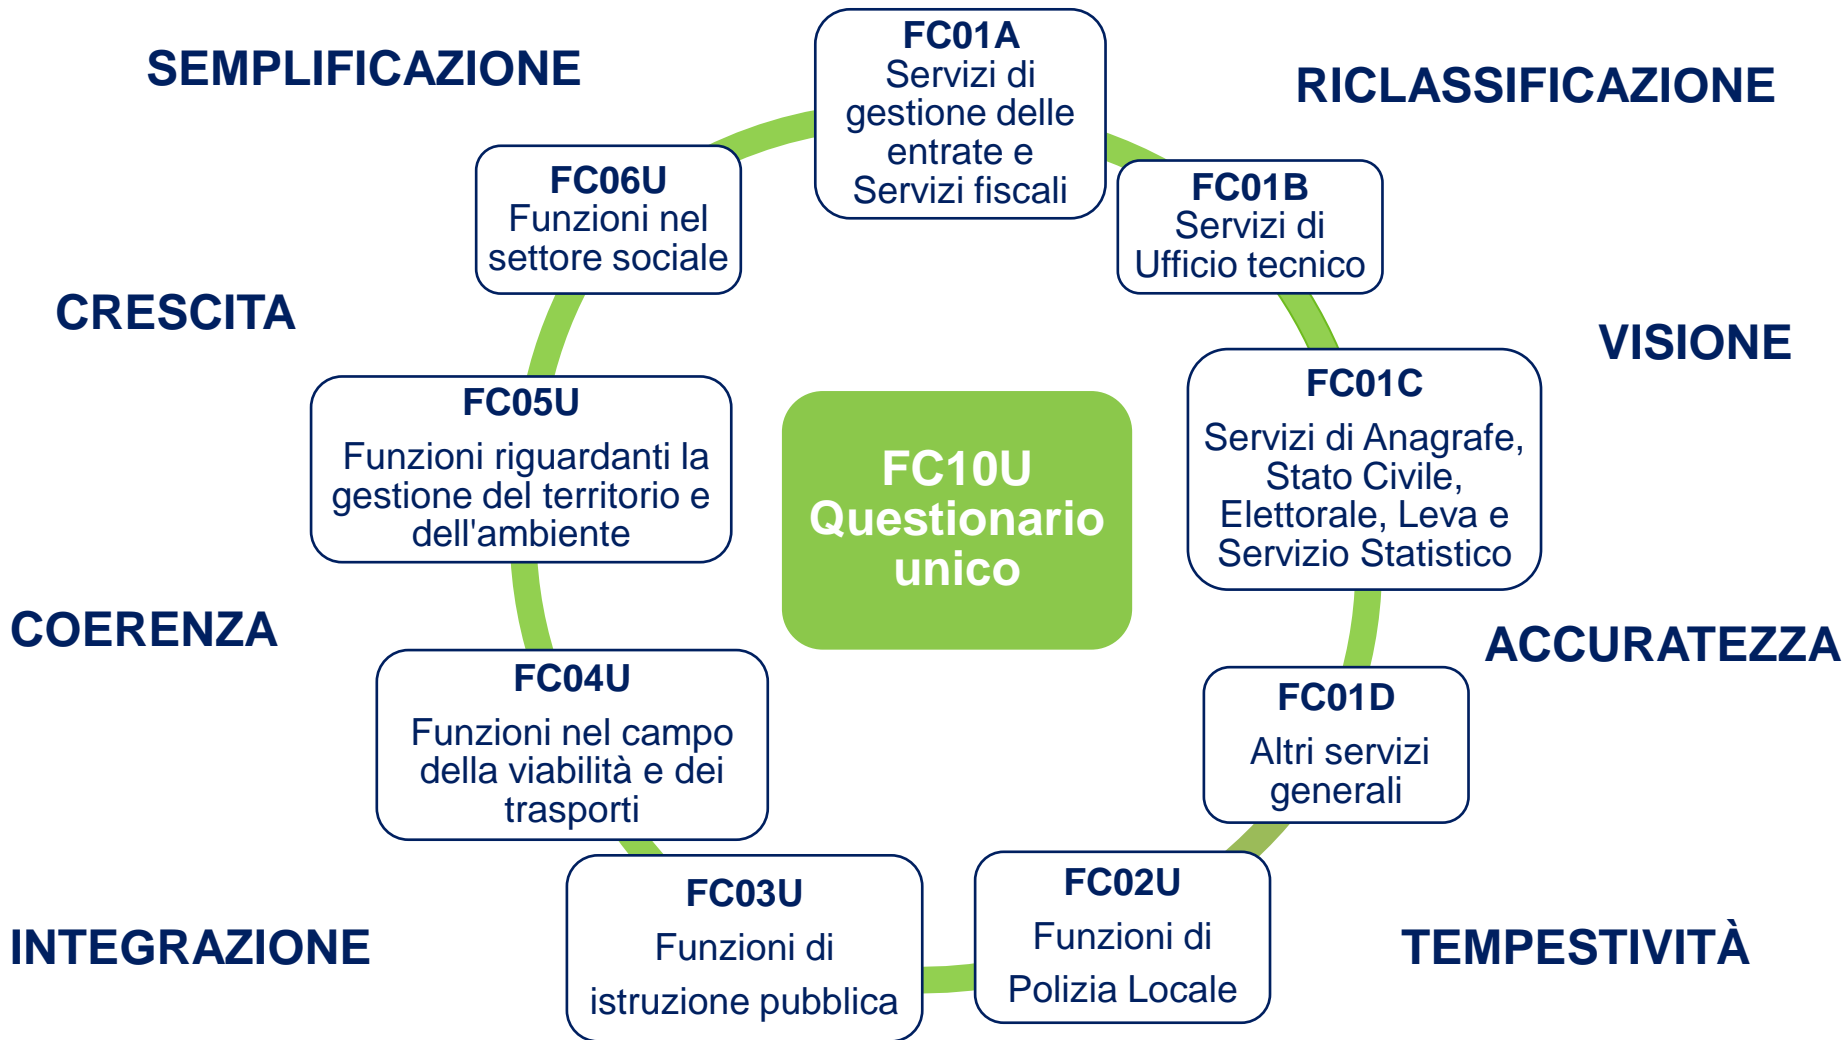 SEMPLIFICAZIONE
FC01A
Servizi di
gestione delle
entrate e
Servizi fiscali
RICLASSIFICAZIONE
FC06U
Funzioni nel
settore sociale
FC01B
Servizi di
Ufficio tecnico
CRESCITA
VISIONE
FC05U
Funzioni riguardanti la
gestione del territorio e
dell'ambiente
FC10U
Questionario
unico
FC01C
Servizi di Anagrafe,
Stato Civile,
Elettorale, Leva e
Servizio Statistico
COERENZA
ACCURATEZZA
FC04U
Funzioni nel campo
della viabilità e dei
trasporti
FC01D
Altri servizi
generali
INTEGRAZIONE
FC03U
Funzioni di
istruzione pubblica
FC02U
Funzioni di
Polizia Locale
TEMPESTIVITÀ